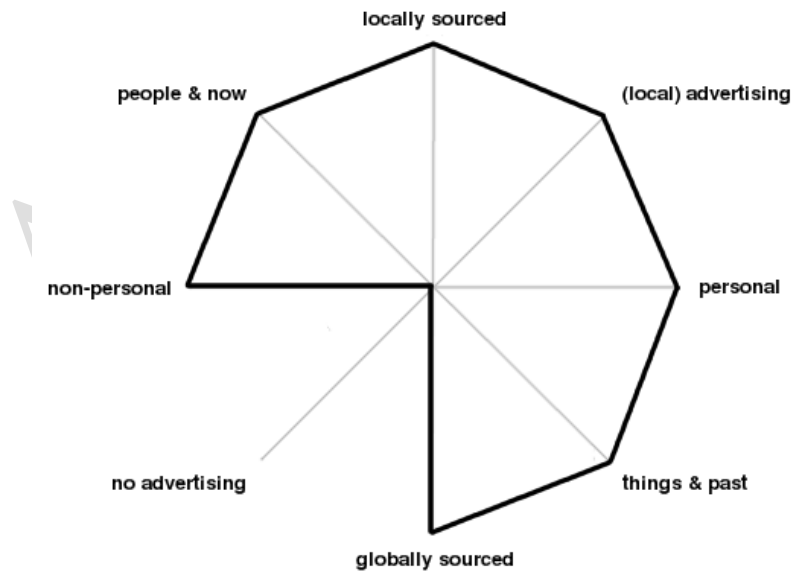 locally sourced
people & now
(local) advertising
non-personal
personal
no advertising
things & past
globally sourced